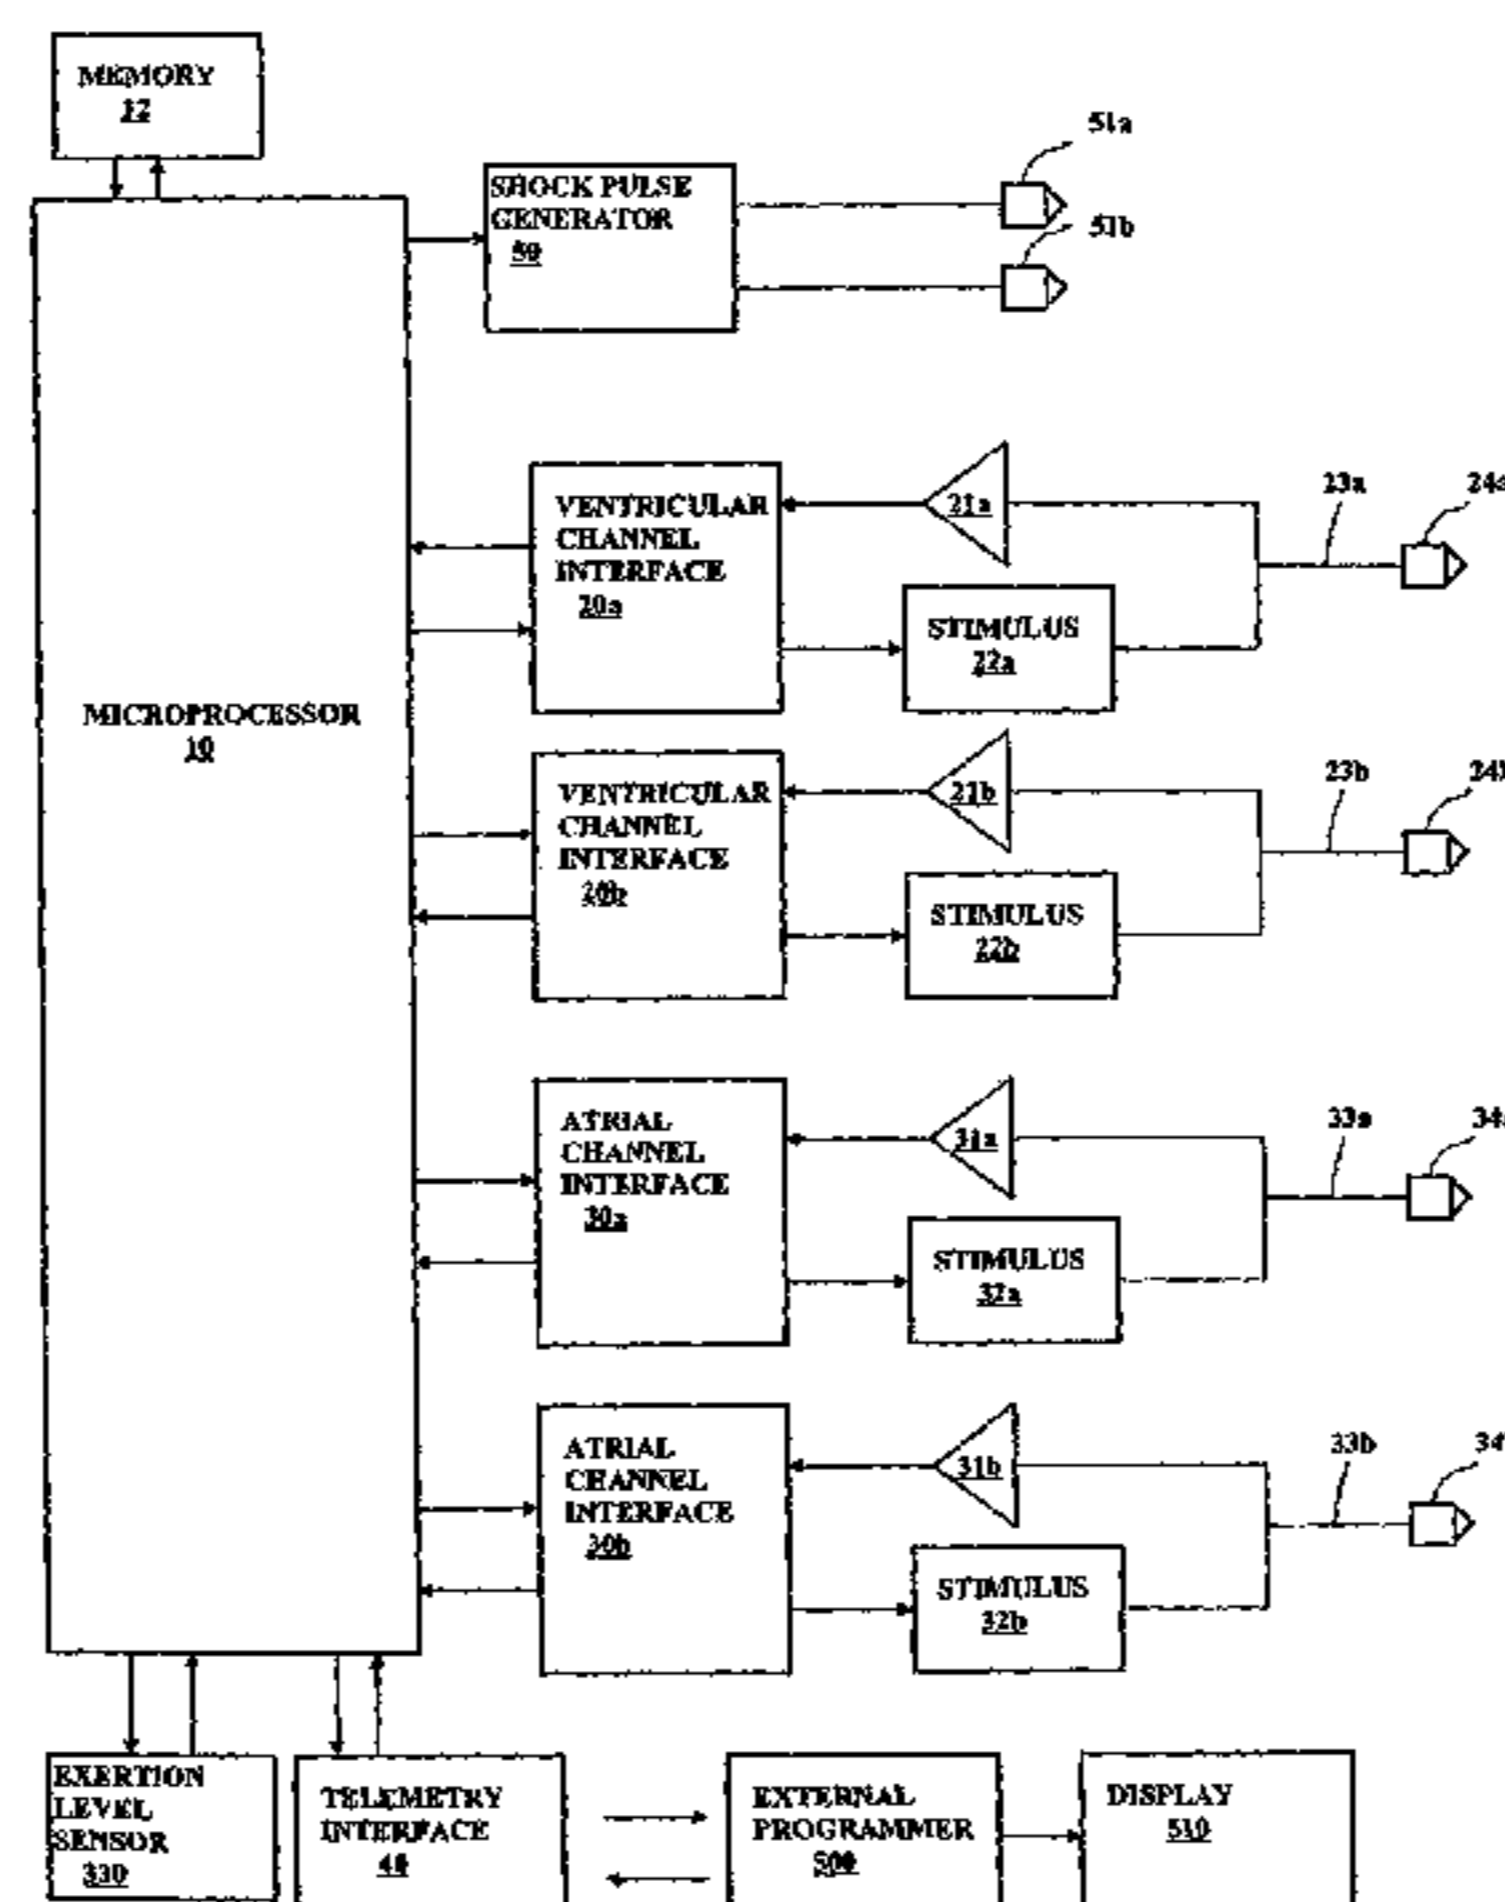 MEMORY
12
51a
SHOCK PULSE
GENERATOR
50
51b
23a
VENTRICULAR
CHANNEL
INTERFACE
20a
21a
STIMULUS
22a
MICROPROCESSOR
10
23b
VENTRICULAR
CHANNEL
INTERFACE
20b
21b
STIMULUS
22b
33a
ATRIAL
CHANNEL
INTERFACE
30a
31a
STIMULUS
32a
33b
ATRIAL
CHANNEL
INTERFACE
30b
31b
STIMULUS
32b
EXERTION
LEVEL
SENSOR
330
TELEMETRY
INTERFACE
40
EXTERNAL
PROGRAMMER
500
DISPLAY
510